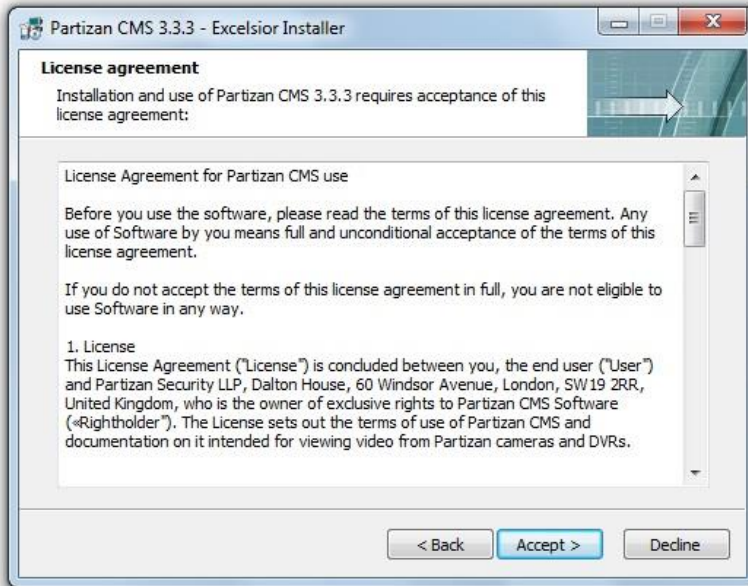 Partizan CMS 3.3.3 - Excelsior Installer
License agreement
Installation and use of Partizan CMS 3.3.3 requires acceptance of this
license agreement:
License Agreement for Partizan CMS use
Before you use the software, please read the terms of this license agreement. Any
use of Software by you means full and unconditional acceptance of the terms of this
license agreement.
If you do not accept the terms of this license agreement in full, you are not eligible to
use Software in any way.
1. License
This License Agreement ("License") is concluded between you, the end user ("User")
and Partizan Security LLP, Dalton House, 60 Windsor Avenue, London, SW19 2RR,
United Kingdom, who is the owner of exclusive rights to Partizan CMS Software
(«Rightholder"). The License sets out the terms of use of Partizan CMS and
documentation on it intended for viewing video from Partizan cameras and DVRs.
< Back Accept > Decline